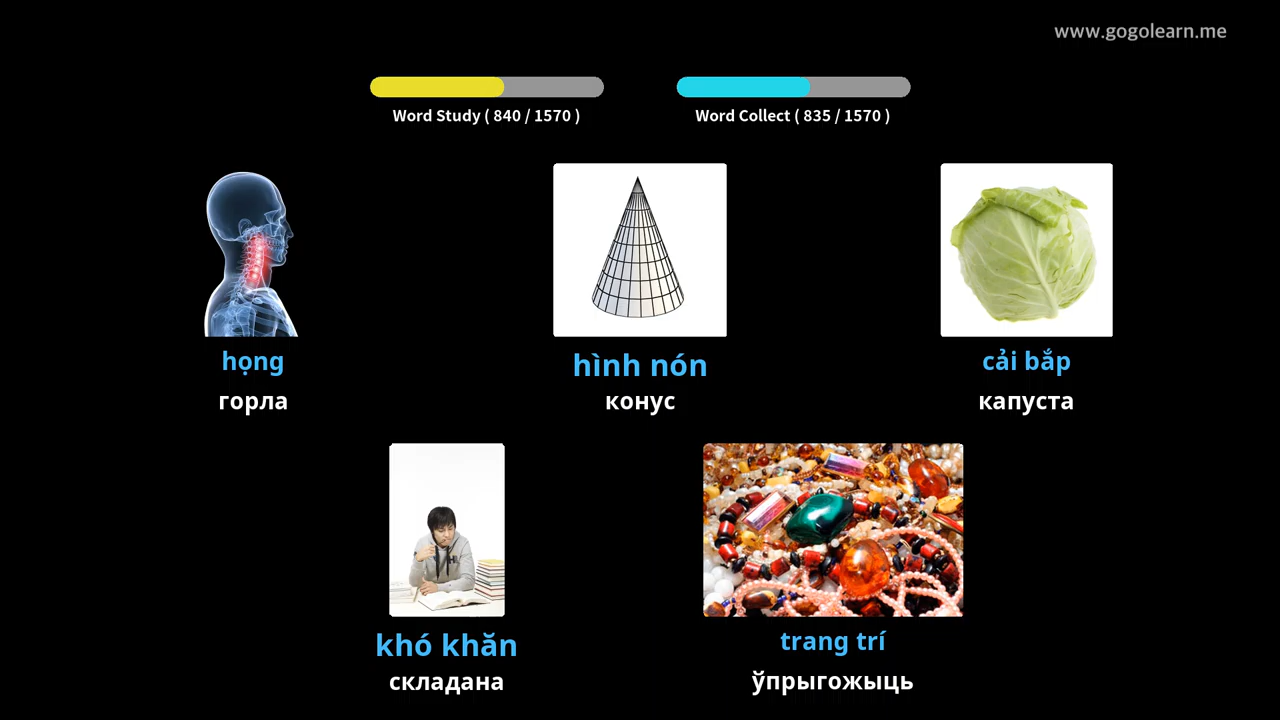 www.gogolearn.me
Word Study ( 840 / 1570 )
Word Collect ( 835 / 1570 )
họng
hình nón
cải bắp
горла
конус
капуста
khó khăn
trang trí
складана
ўпрыгожыць